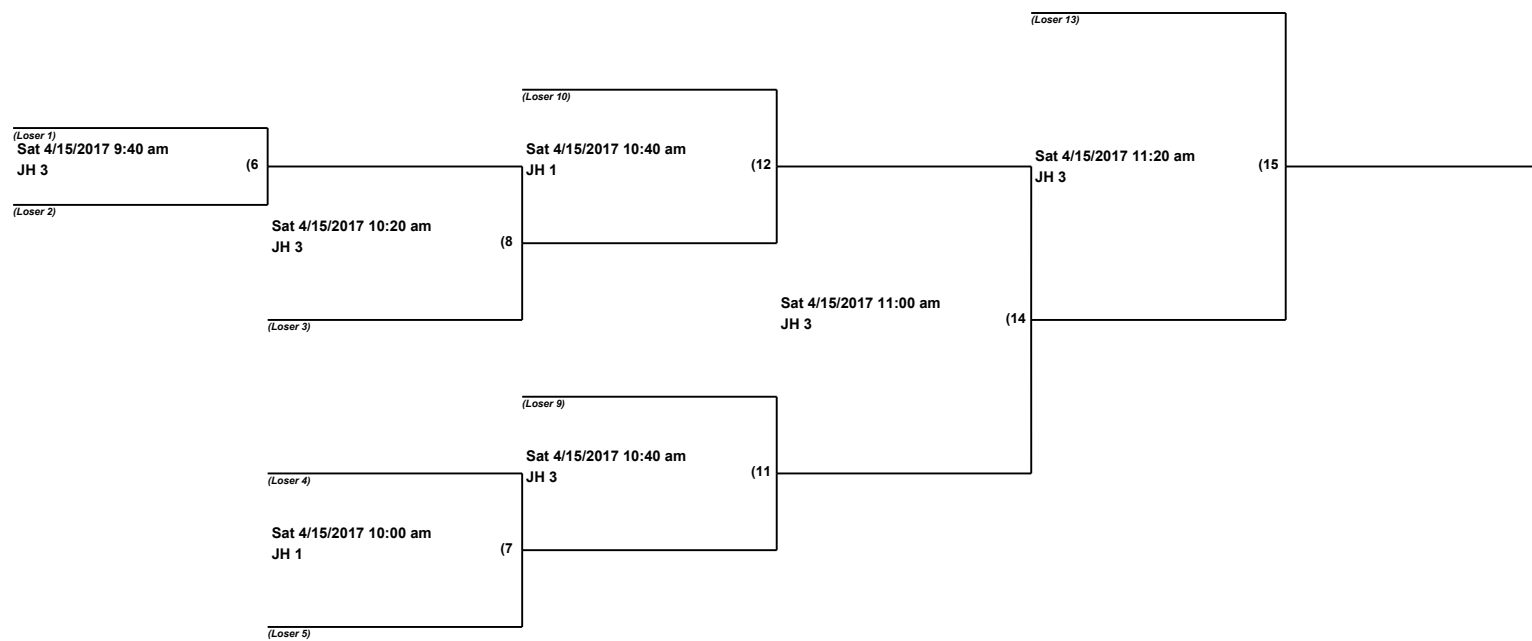 (Loser 13)
(Loser 10)
(Loser 1)
Sat 4/15/2017 9:40 am
JH 3
(6
(Loser 2)
Sat 4/15/2017 10:40 am
JH 1
(12
Sat 4/15/2017 11:20 am
JH 3
(15
Sat 4/15/2017 10:20 am
JH 3
(8
(Loser 3)
Sat 4/15/2017 11:00 am
JH 3
(14
(Loser 9)
Sat 4/15/2017 10:40 am
JH 3
(11
(Loser 4)
Sat 4/15/2017 10:00 am
JH 1
(7
(Loser 5)